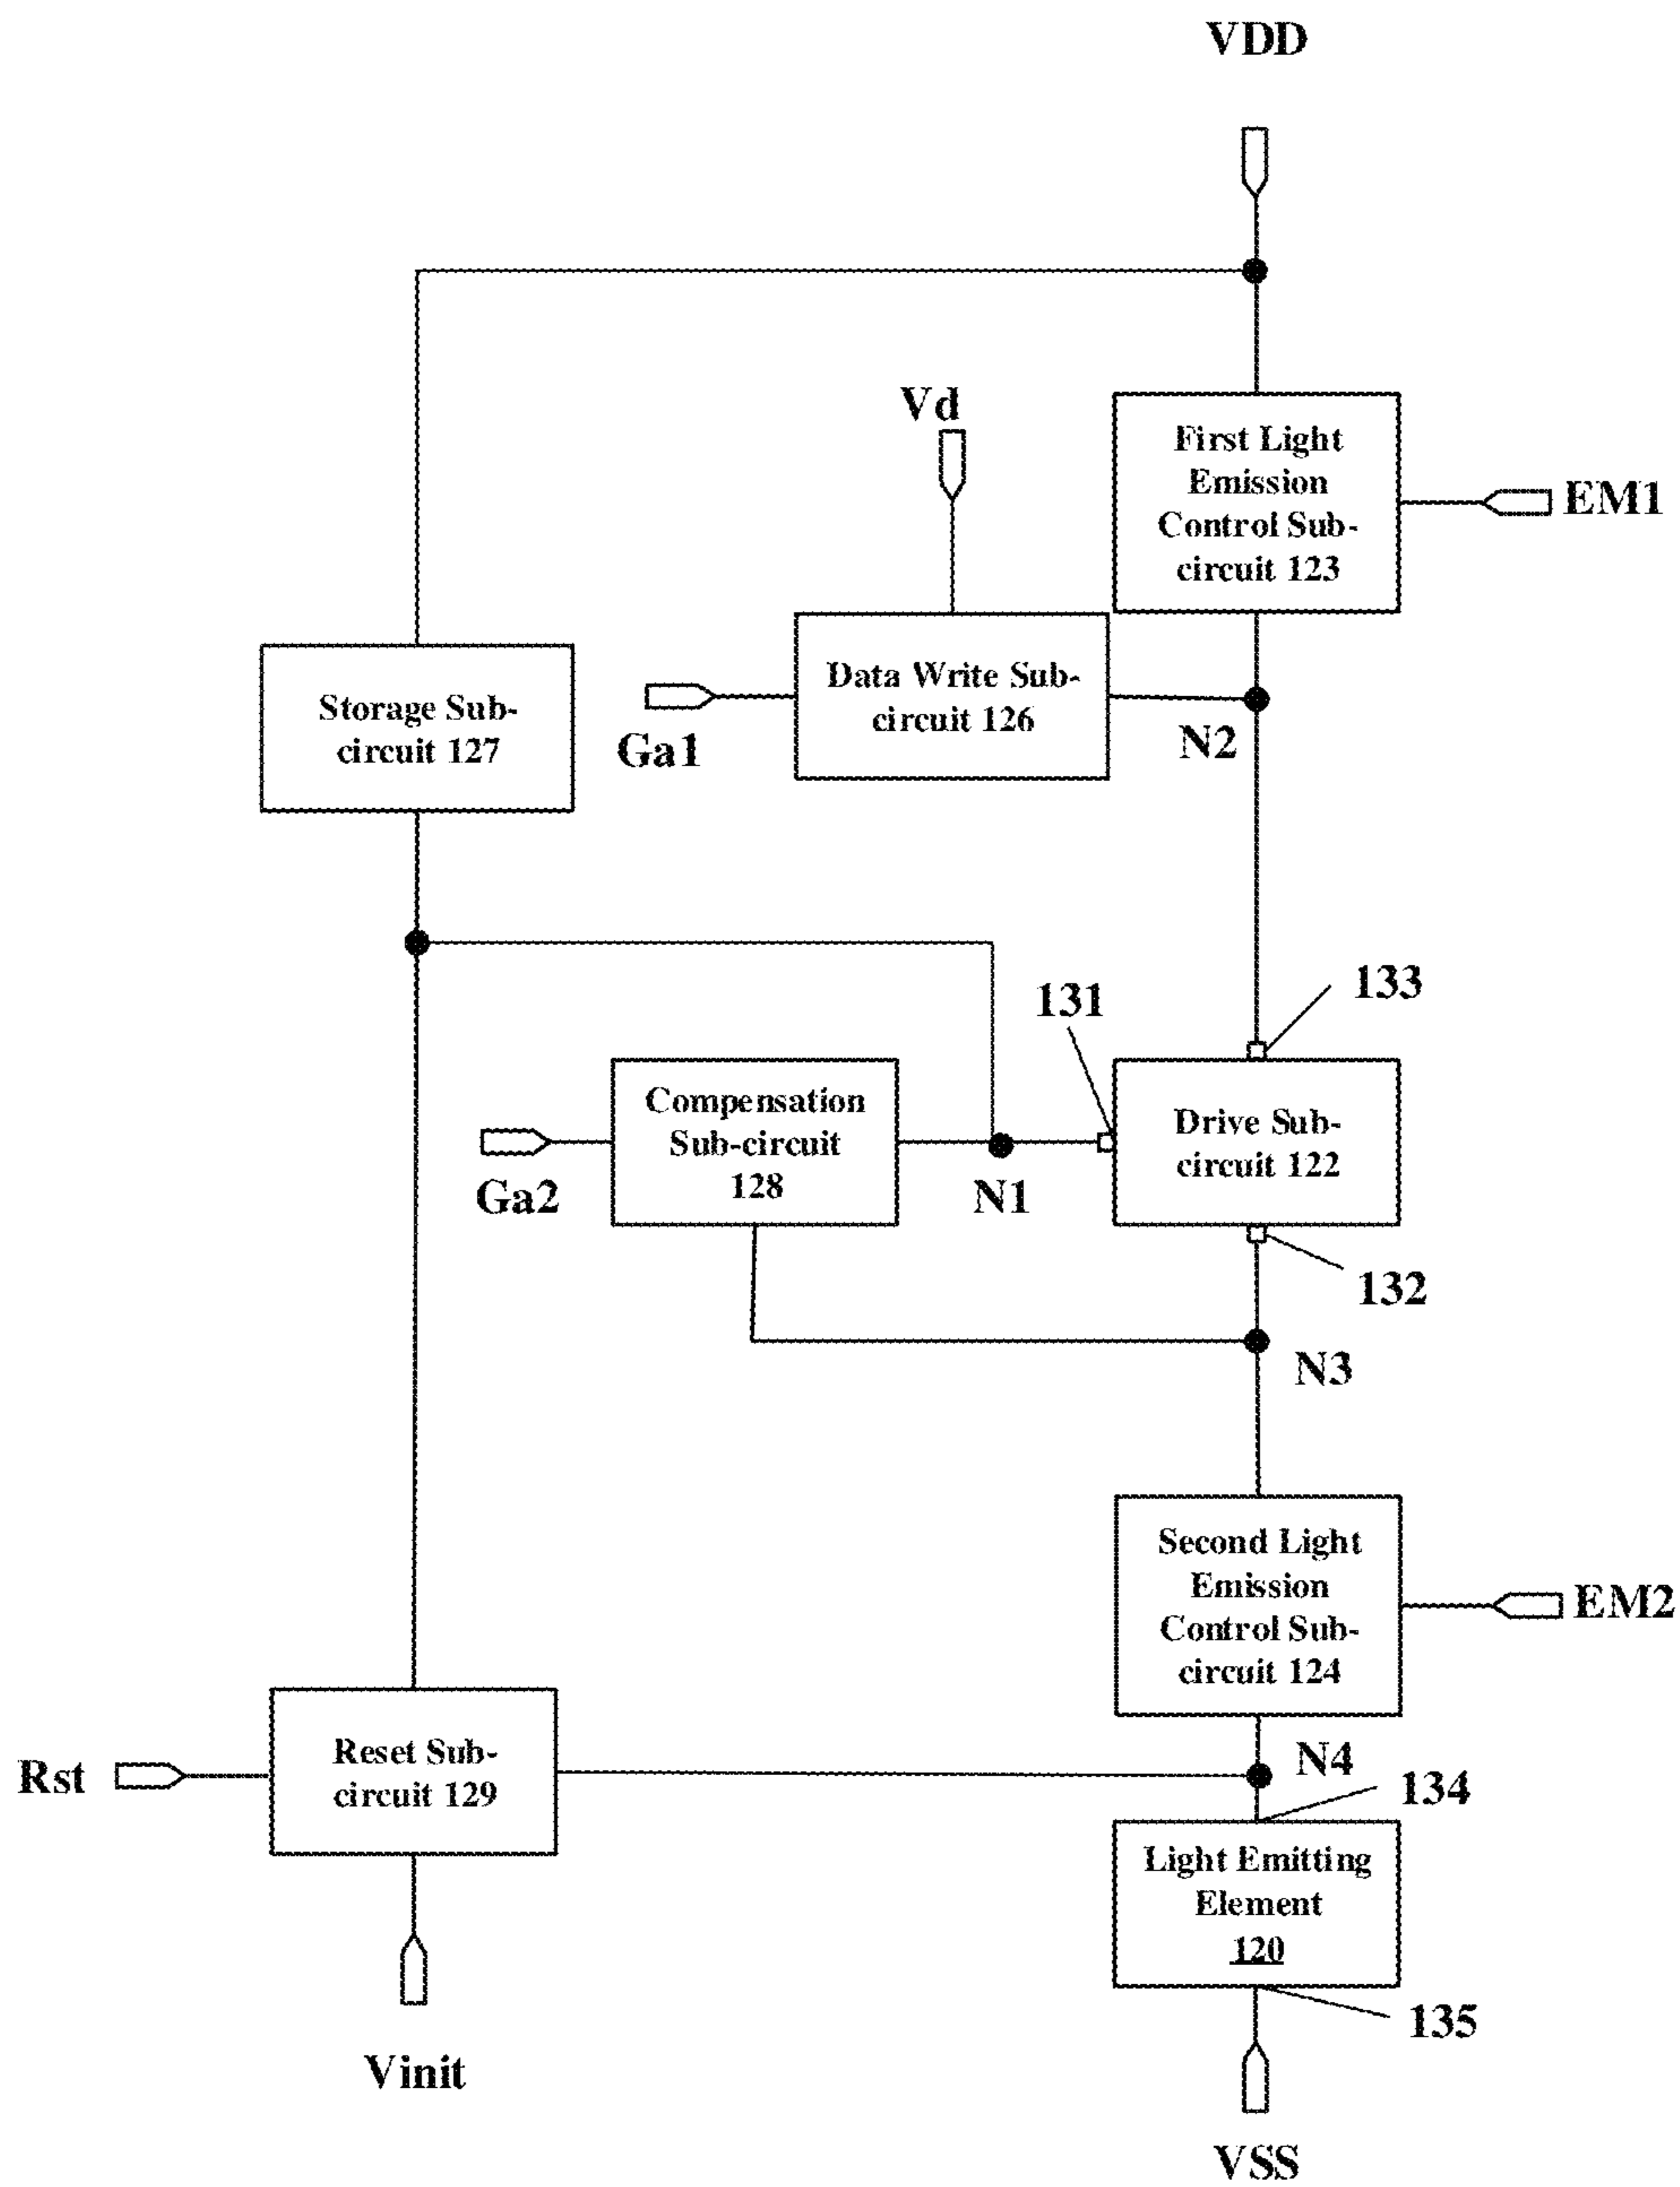 VDD
Vd
First Light
Emission
Control Sub-
circuit 123
EM1
Data Write Sub-
circuit 126
Storage Sub-
circuit 127
Ga1
N2
133
131
Compensation
Sub-circuit
128
Drive Sub-
circuit 122
Ga2
N1
132
N3
Second Light
Emission
Control Sub-
circuit 124
EM2
Reset Sub-
circuit 129
Rst
N4
134
Light Emitting
Element
120
135
Vinit
VSS